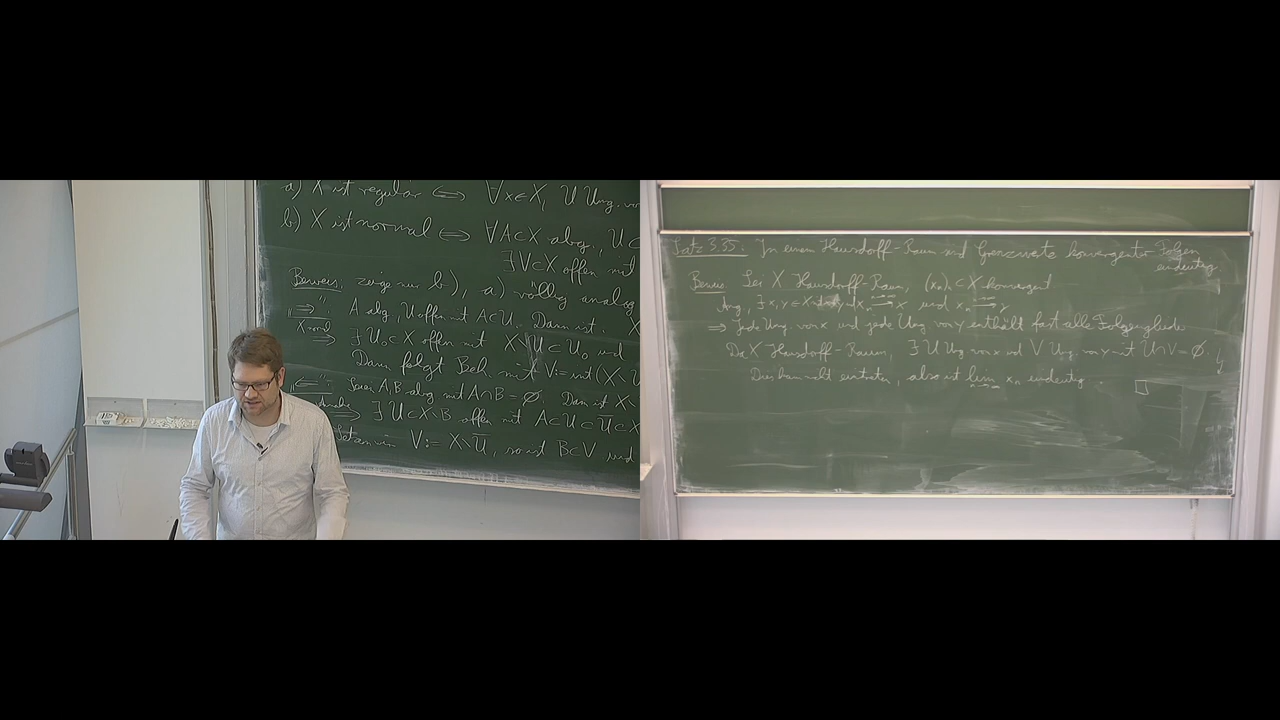 a) X ist regulär ⟺ ∀x∈X, U Umg. vo
b) X ist normal ⟺ ∀A⊂X abg., U⊂
∃V⊂X offen mit
Beweis: zeige nur b), a) völlig analog
"⇒": A abg., U offen mit A⊂U. Dann ist X
X normal ⇒ ∃U₀⊂X offen mit X∖U⊂U₀ und
Dann folgt Beh. mit V:=int(X∖U
"⇐": Seien A,B abg. mit A∩B=∅. Dann ist X∖
⇒ ∃U⊂X∖B offen mit A⊂U⊂U̅⊂X
Setzen wir V:=X∖U̅, so ist B⊂V und
Satz 3.35: In einem Hausdorff-Raum sind Grenzwerte konvergenter Folgen
eindeutig.
Beweis: Sei X Hausdorff-Raum, (xₙ)ₙ⊂X konvergent
Ang., ∃x,y∈X mit xₙ → x und xₙ → y
⇒ Jede Umg. von x und jede Umg. von y enthält fast alle Folgenglieder
Da X Hausdorff-Raum, ∃U Umg. von x und V Umg. von y mit U∩V=∅.
Dies kann nicht eintreten, also ist lim xₙ eindeutig □